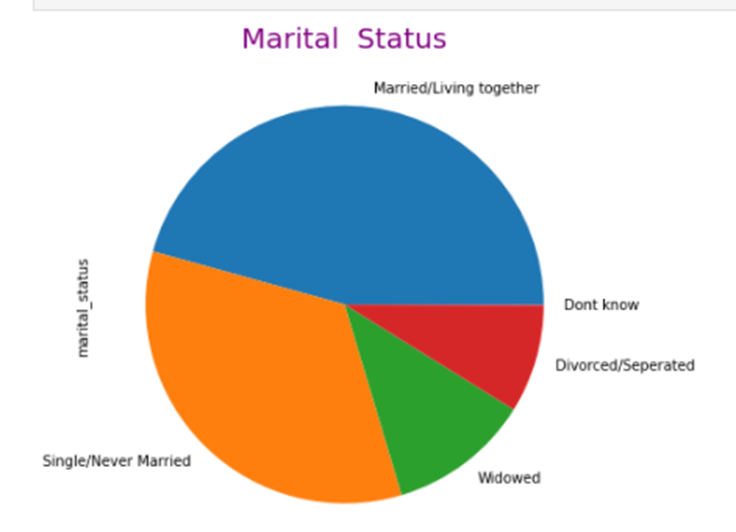 Marital  Status
Married/Living together
marital_status
Dont know
Divorced/Seperated
Single/Never Married
Widowed